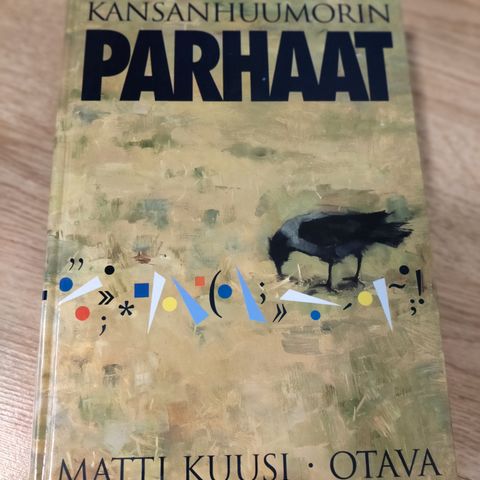 KANSANHUUMORIN
PARHAAT
MATTI KUUSI · OTAVA